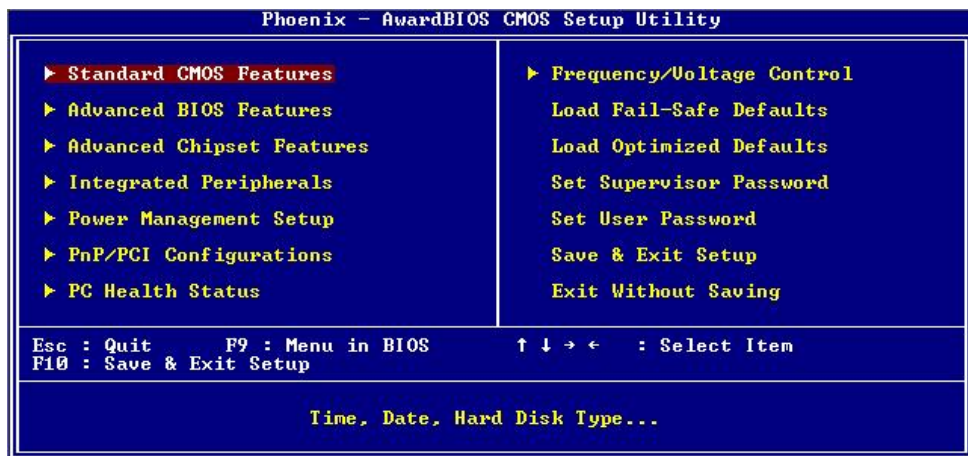 Phoenix - AwardBIOS CMOS Setup Utility
Standard CMOS Features
Advanced BIOS Features
Advanced Chipset Features
Integrated Peripherals
Power Management Setup
PnP/PCI Configurations
PC Health Status
Frequency/Voltage Control
Load Fail-Safe Defaults
Load Optimized Defaults
Set Supervisor Password
Set User Password
Save & Exit Setup
Exit Without Saving
Esc : Quit F9 : Menu in BIOS ↑ ↓ → ← : Select Item
F10 : Save & Exit Setup
Time, Date, Hard Disk Type...